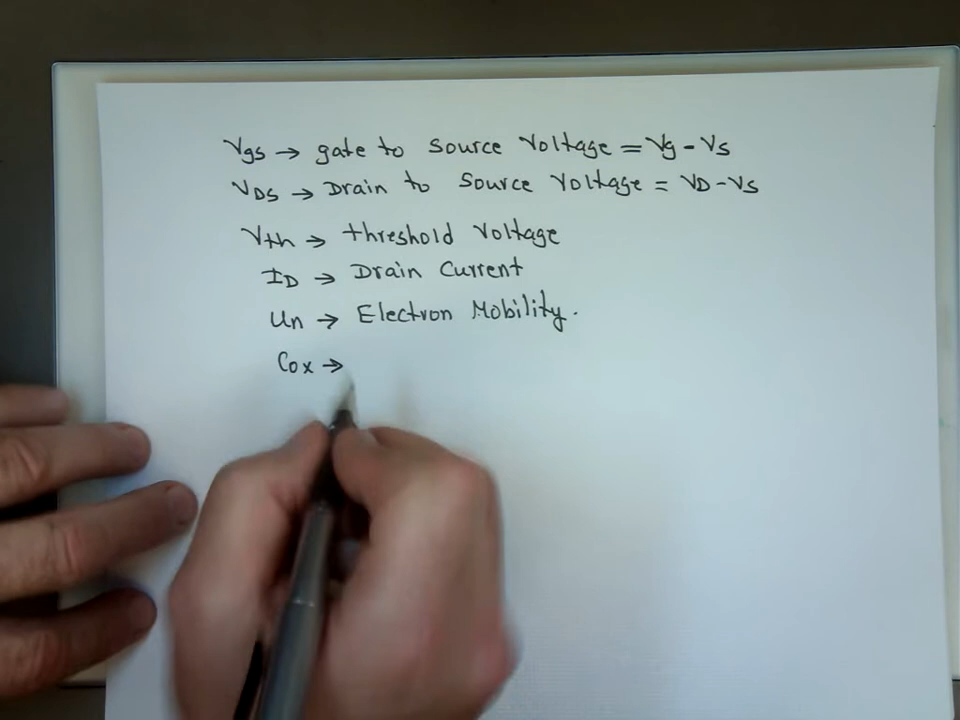 Vgs → gate to source Voltage = Vg - Vs
VDS → Drain to source Voltage = VD - Vs
Vth → threshold Voltage
ID → Drain Current
Un → Electron Mobility.
Cox →